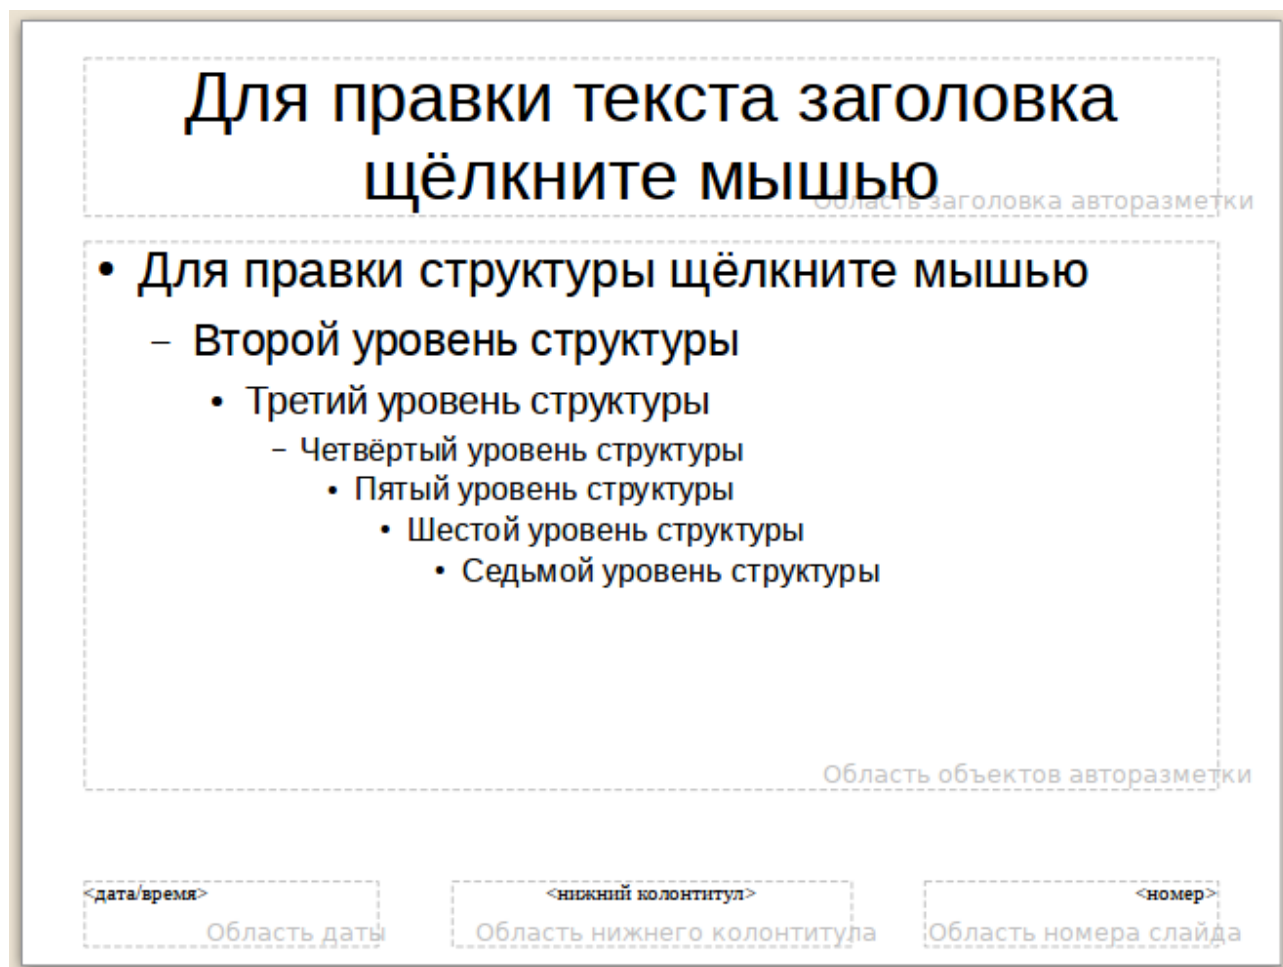 Для правки текста заголовка
щёлкните мышью
Область заголовка авторазметки
• Для правки структуры щёлкните мышью
– Второй уровень структуры
• Третий уровень структуры
– Четвёртый уровень структуры
• Пятый уровень структуры
• Шестой уровень структуры
• Седьмой уровень структуры
Область объектов авторазметки
<дата/время> <нижний колонтитул> <номер>
Область даты Область нижнего колонтитула Область номера слайда